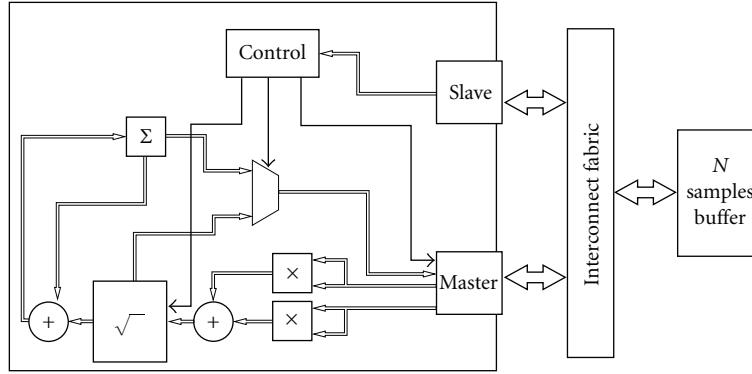 Control
Slave
Σ
Interconnect fabric
N
samples
buffer
×
Master
×
+
√
+